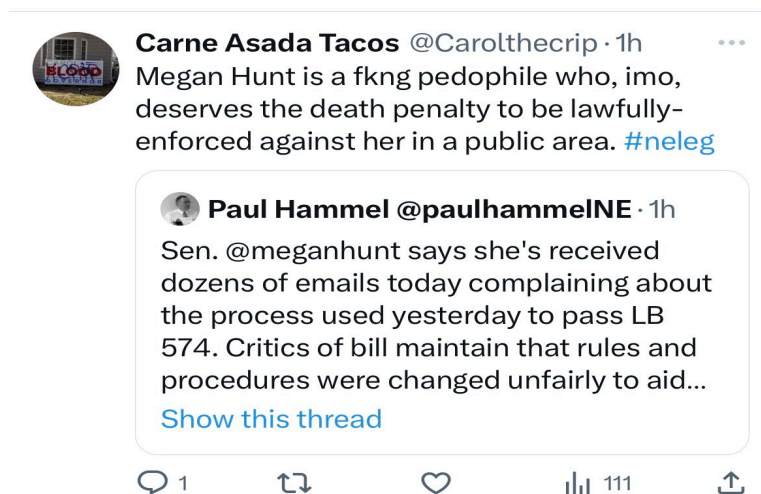 Carne Asada Tacos @Carolthecrip · 1h
Megan Hunt is a fkng pedophile who, imo,
deserves the death penalty to be lawfully-
enforced against her in a public area. #neleg
BLOOD
Paul Hammel @paulhammelNE · 1h
Sen. @meganhunt says she's received
dozens of emails today complaining about
the process used yesterday to pass LB
574. Critics of bill maintain that rules and
procedures were changed unfairly to aid...
Show this thread
1
111